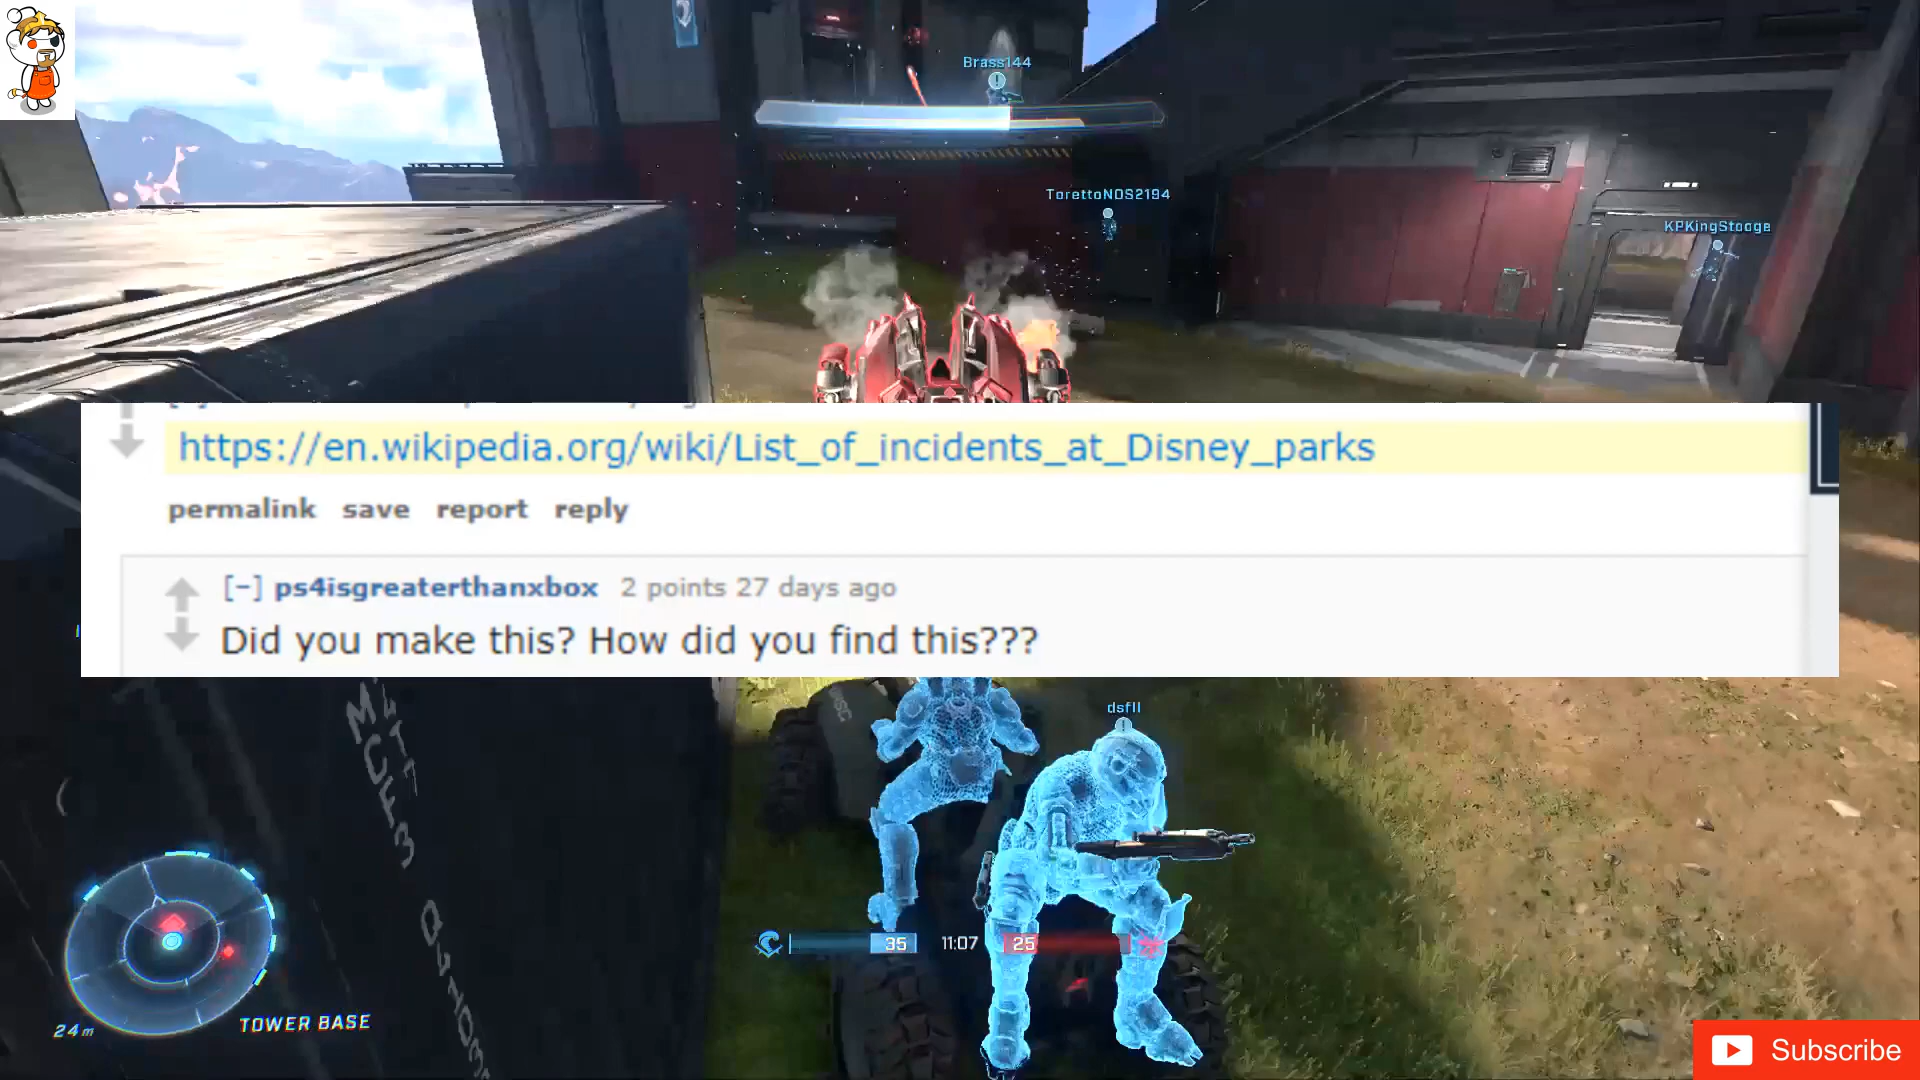 Brass144
TorettoNOS2194
KPKingStooge
https://en.wikipedia.org/wiki/List_of_incidents_at_Disney_parks
permalink save report reply
[-] ps4isgreaterthanxbox 2 points 27 days ago
Did you make this? How did you find this???
dsfll
35 11:07 25
24m
TOWER BASE
Subscribe